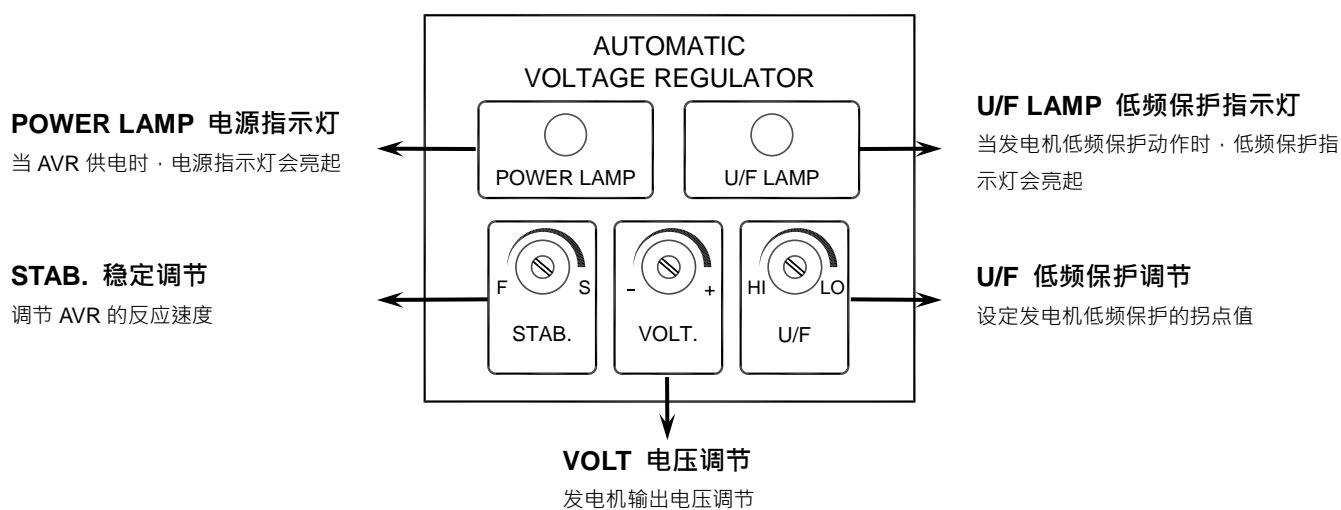 AUTOMATIC
VOLTAGE REGULATOR
POWER LAMP 电源指示灯
当 AVR 供电时，电源指示灯会亮起
POWER LAMP
U/F LAMP
U/F LAMP 低频保护指示灯
当发电机低频保护动作时，低频保护指
示灯会亮起
STAB. 稳定调节
调节 AVR 的反应速度
F S
STAB.
- +
VOLT.
HI LO
U/F
U/F 低频保护调节
设定发电机低频保护的拐点值
VOLT 电压调节
发电机输出电压调节